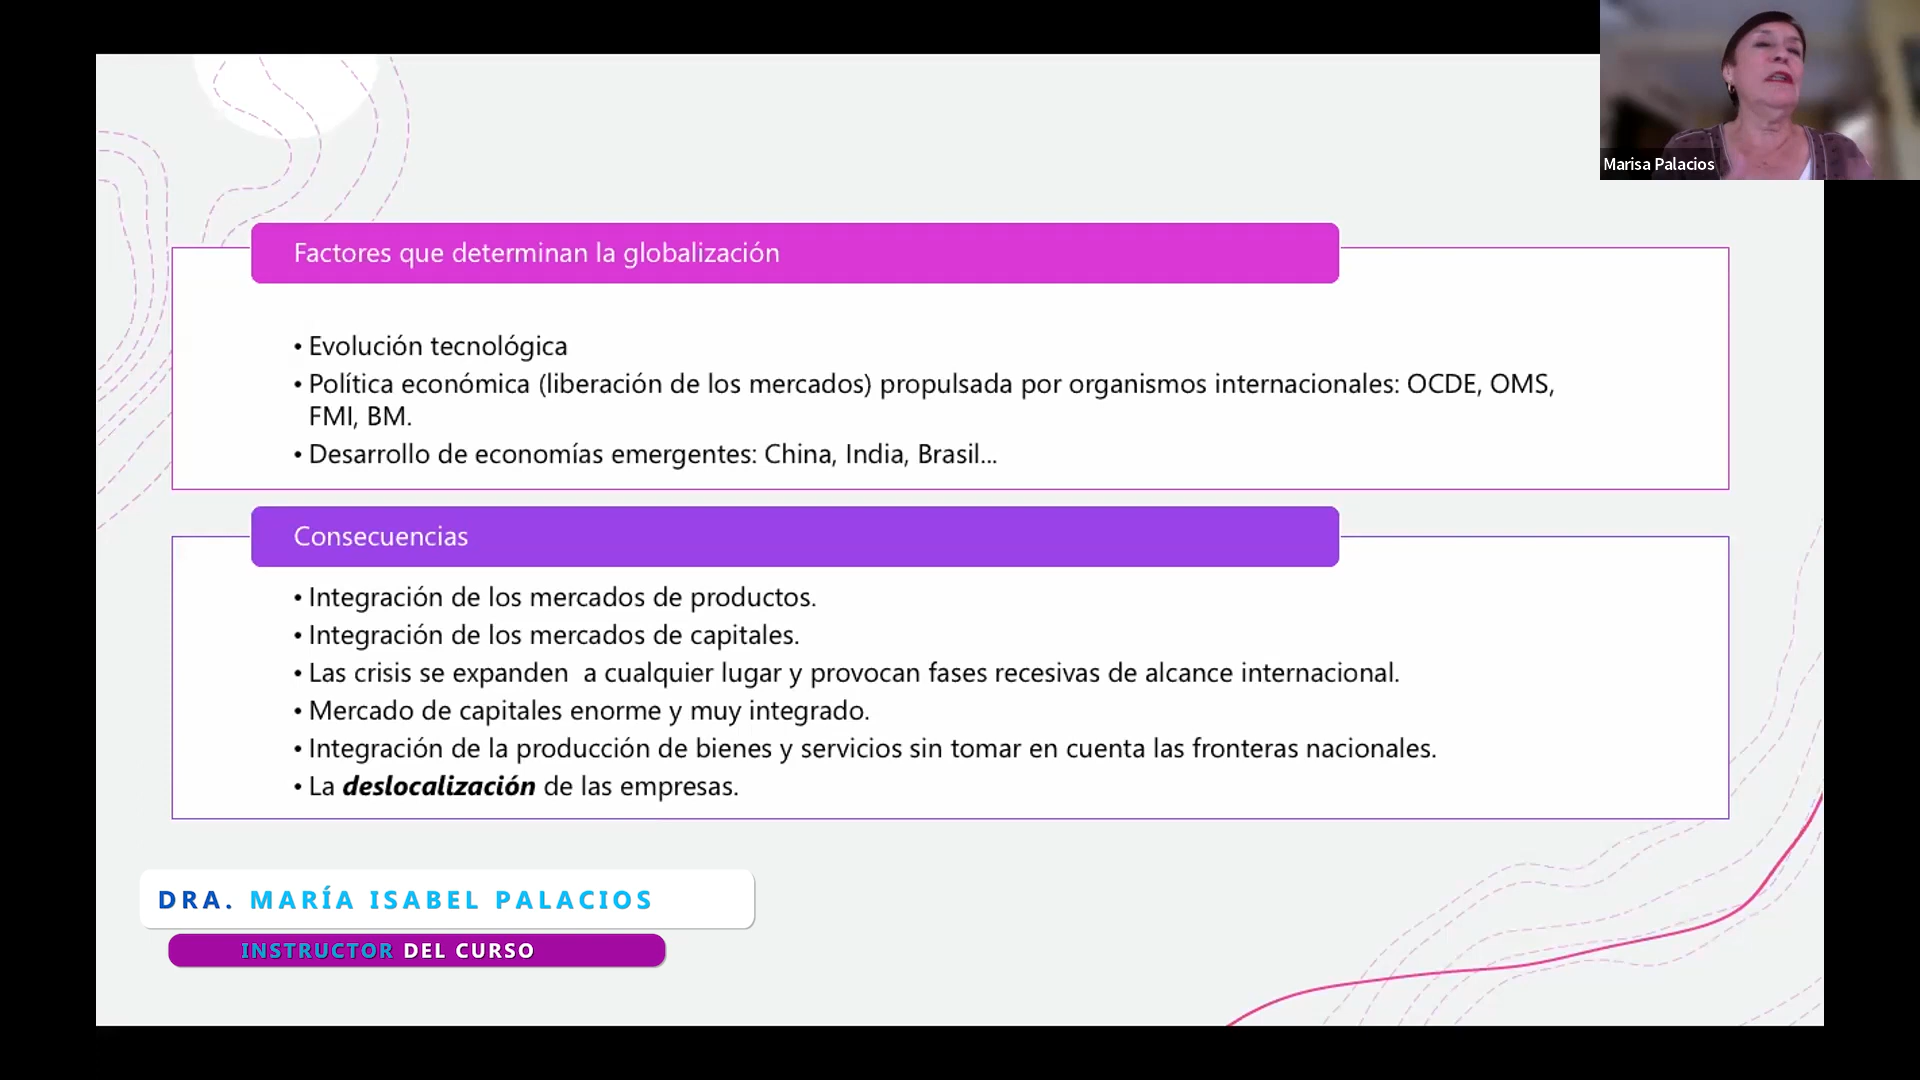 Marisa Palacios
Factores que determinan la globalización
• Evolución tecnológica
• Política económica (liberación de los mercados) propulsada por organismos internacionales: OCDE, OMS,
FMI, BM.
• Desarrollo de economías emergentes: China, India, Brasil...
Consecuencias
• Integración de los mercados de productos.
• Integración de los mercados de capitales.
• Las crisis se expanden  a cualquier lugar y provocan fases recesivas de alcance internacional.
• Mercado de capitales enorme y muy integrado.
• Integración de la producción de bienes y servicios sin tomar en cuenta las fronteras nacionales.
• La deslocalización de las empresas.
DRA. MARÍA ISABEL PALACIOS
INSTRUCTOR DEL CURSO